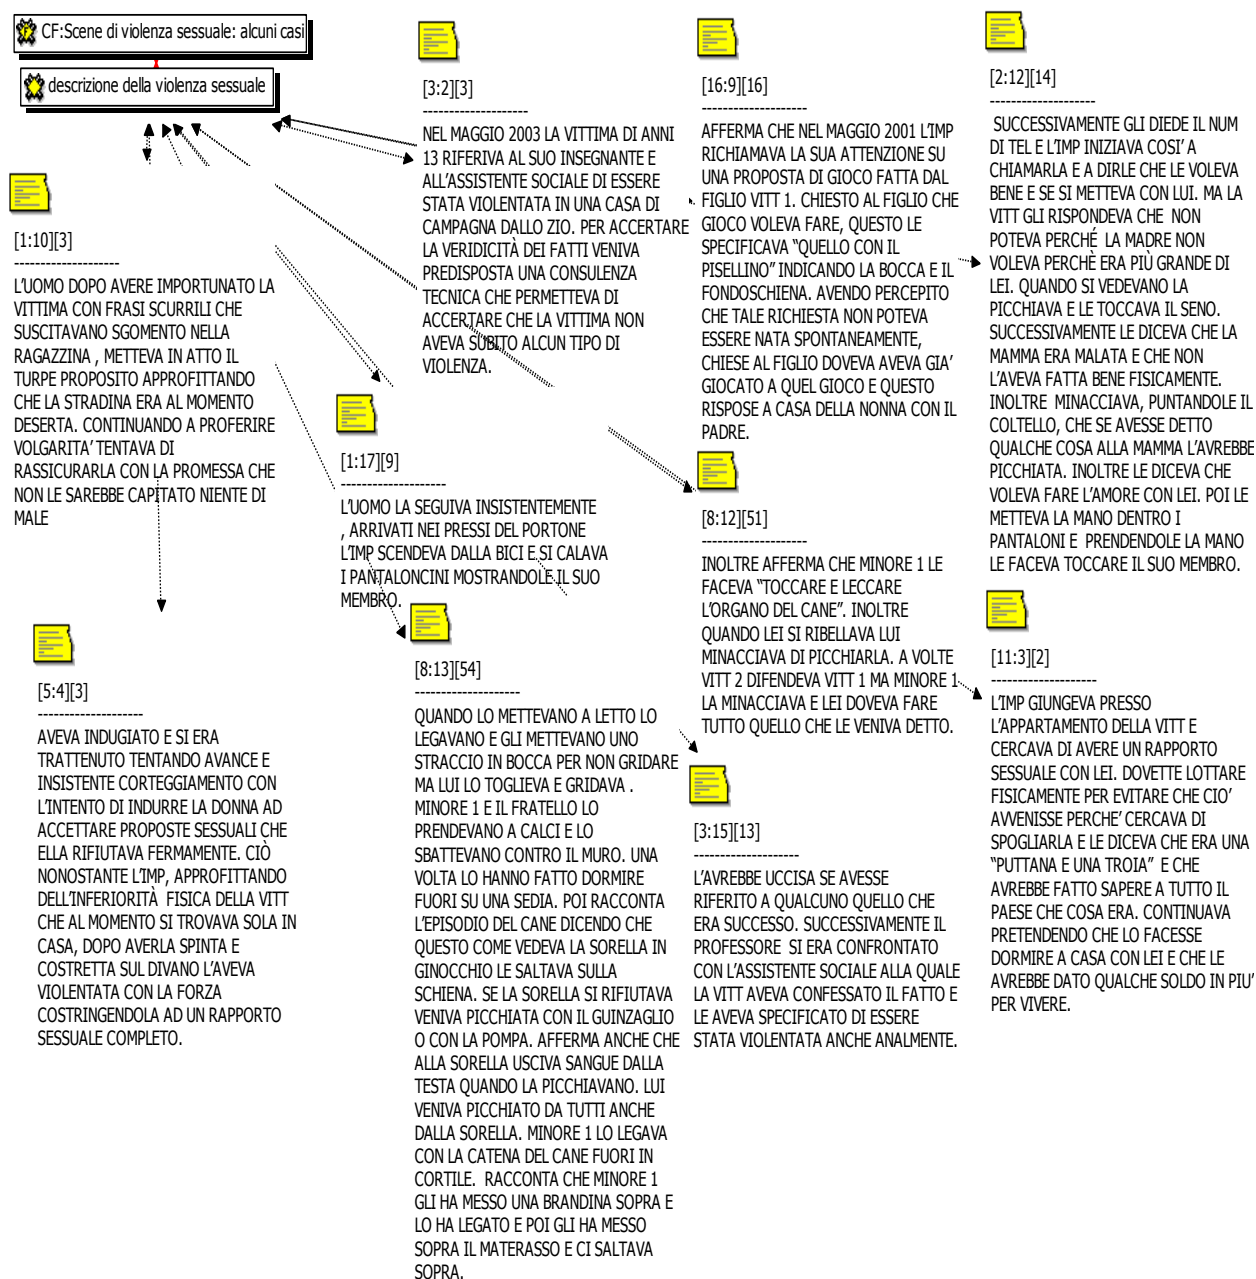 CF:Scene di violenza sessuale: alcuni casi
descrizione della violenza sessuale
[1:10][3]
--------------------
L'UOMO DOPO AVERE IMPORTUNATO LA
VITTIMA CON FRASI SCURRILI CHE
SUSCITAVANO SGOMENTO NELLA
RAGAZZINA , METTEVA IN ATTO IL
TURPE PROPOSITO APPROFITTANDO
CHE LA STRADINA ERA AL MOMENTO
DESERTA. CONTINUANDO A PROFERIRE
VOLGARITA' TENTAVA DI
RASSICURARLA CON LA PROMESSA CHE
NON LE SAREBBE CAPITATO NIENTE DI
MALE
[5:4][3]
--------------------
AVEVA INDUGIATO E SI ERA
TRATTENUTO TENTANDO AVANCE E
INSISTENTE CORTEGGIAMENTO CON
L'INTENTO DI INDURRE LA DONNA AD
ACCETTARE PROPOSTE SESSUALI CHE
ELLA RIFIUTAVA FERMAMENTE. CIÒ
NONOSTANTE L'IMP, APPROFITTANDO
DELL'INFERIORITÀ FISICA DELLA VITT
CHE AL MOMENTO SI TROVAVA SOLA IN
CASA, DOPO AVERLA SPINTA E
COSTRETTA SUL DIVANO L'AVEVA
VIOLENTATA CON LA FORZA
COSTRINGENDOLA AD UN RAPPORTO
SESSUALE COMPLETO.
[3:2][3]
--------------------
NEL MAGGIO 2003 LA VITTIMA DI ANNI
13 RIFERIVA AL SUO INSEGNANTE E
ALL'ASSISTENTE SOCIALE DI ESSERE
STATA VIOLENTATA IN UNA CASA DI
CAMPAGNA DALLO ZIO. PER ACCERTARE
LA VERIDICITÀ DEI FATTI VENIVA
PREDISPOSTA UNA CONSULENZA
TECNICA CHE PERMETTEVA DI
ACCERTARE CHE LA VITTIMA NON
AVEVA SUBITO ALCUN TIPO DI
VIOLENZA.
[1:17][9]
--------------------
L'UOMO LA SEGUIVA INSISTENTEMENTE
, ARRIVATI NEI PRESSI DEL PORTONE
L'IMP SCENDEVA DALLA BICI E SI CALAVA
I PANTALONCINI MOSTRANDOLE IL SUO
MEMBRO.
[8:13][54]
--------------------
QUANDO LO METTEVANO A LETTO LO
LEGAVANO E GLI METTEVANO UNO
STRACCIO IN BOCCA PER NON GRIDARE
MA LUI LO TOGLIEVA E GRIDAVA .
MINORE 1 E IL FRATELLO LO
PRENDEVANO A CALCI E LO
SBATTEVANO CONTRO IL MURO. UNA
VOLTA LO HANNO FATTO DORMIRE
FUORI SU UNA SEDIA. POI RACCONTA
L'EPISODIO DEL CANE DICENDO CHE
QUESTO COME VEDEVA LA SORELLA IN
GINOCCHIO LE SALTAVA SULLA
SCHIENA. SE LA SORELLA SI RIFIUTAVA
VENIVA PICCHIATA CON IL GUINZAGLIO
O CON LA POMPA. AFFERMA ANCHE CHE
ALLA SORELLA USCIVA SANGUE DALLA
TESTA QUANDO LA PICCHIAVANO. LUI
VENIVA PICCHIATO DA TUTTI ANCHE
DALLA SORELLA. MINORE 1 LO LEGAVA
CON LA CATENA DEL CANE FUORI IN
CORTILE. RACCONTA CHE MINORE 1
GLI HA MESSO UNA BRANDINA SOPRA E
LO HA LEGATO E POI GLI HA MESSO
SOPRA IL MATERASSO E CI SALTAVA
SOPRA.
[16:9][16]
--------------------
AFFERMA CHE NEL MAGGIO 2001 L'IMP
RICHIAMAVA LA SUA ATTENZIONE SU
UNA PROPOSTA DI GIOCO FATTA DAL
FIGLIO VITT 1. CHIESTO AL FIGLIO CHE
GIOCO VOLEVA FARE, QUESTO LE
SPECIFICAVA "QUELLO CON IL
PISELLINO" INDICANDO LA BOCCA E IL
FONDOSCHIENA. AVENDO PERCEPITO
CHE TALE RICHIESTA NON POTEVA
ESSERE NATA SPONTANEAMENTE,
CHIESE AL FIGLIO DOVEVA AVEVA GIA'
GIOCATO A QUEL GIOCO E QUESTO
RISPOSE A CASA DELLA NONNA CON IL
PADRE.
[8:12][51]
--------------------
INOLTRE AFFERMA CHE MINORE 1 LE
FACEVA "TOCCARE E LECCARE
L'ORGANO DEL CANE". INOLTRE
QUANDO LEI SI RIBELLAVA LUI
MINACCIAVA DI PICCHIARLA. A VOLTE
VITT 2 DIFENDEVA VITT 1 MA MINORE 1
LA MINACCIAVA E LEI DOVEVA FARE
TUTTO QUELLO CHE LE VENIVA DETTO.
[3:15][13]
--------------------
L'AVREBBE UCCISA SE AVESSE
RIFERITO A QUALCUNO QUELLO CHE
ERA SUCCESSO. SUCCESSIVAMENTE IL
PROFESSORE SI ERA CONFRONTATO
CON L'ASSISTENTE SOCIALE ALLA QUALE
LA VITT AVEVA CONFESSATO IL FATTO E
LE AVEVA SPECIFICATO DI ESSERE
STATA VIOLENTATA ANCHE ANALMENTE.
[2:12][14]
--------------------
SUCCESSIVAMENTE GLI DIEDE IL NUM
DI TEL E L'IMP INIZIAVA COSI' A
CHIAMARLA E A DIRLE CHE LE VOLEVA
BENE E SE SI METTEVA CON LUI. MA LA
VITT GLI RISPONDEVA CHE NON
POTEVA PERCHÉ LA MADRE NON
VOLEVA PERCHÈ ERA PIÙ GRANDE DI
LEI. QUANDO SI VEDEVANO LA
PICCHIAVA E LE TOCCAVA IL SENO.
SUCCESSIVAMENTE LE DICEVA CHE LA
MAMMA ERA MALATA E CHE NON
L'AVEVA FATTA BENE FISICAMENTE.
INOLTRE MINACCIAVA, PUNTANDOLE IL
COLTELLO, CHE SE AVESSE DETTO
QUALCHE COSA ALLA MAMMA L'AVREBBE
PICCHIATA. INOLTRE LE DICEVA CHE
VOLEVA FARE L'AMORE CON LEI. POI LE
METTEVA LA MANO DENTRO I
PANTALONI E PRENDENDOLE LA MANO
LE FACEVA TOCCARE IL SUO MEMBRO.
[11:3][2]
--------------------
L'IMP GIUNGEVA PRESSO
L'APPARTAMENTO DELLA VITT E
CERCAVA DI AVERE UN RAPPORTO
SESSUALE CON LEI. DOVETTE LOTTARE
FISICAMENTE PER EVITARE CHE CIO'
AVVENISSE PERCHE' CERCAVA DI
SPOGLIARLA E LE DICEVA CHE ERA UNA
"PUTTANA E UNA TROIA" E CHE
AVREBBE FATTO SAPERE A TUTTO IL
PAESE CHE COSA ERA. CONTINUAVA
PRETENDENDO CHE LO FACESSE
DORMIRE A CASA CON LEI E CHE LE
AVREBBE DATO QUALCHE SOLDO IN PIU'
PER VIVERE.